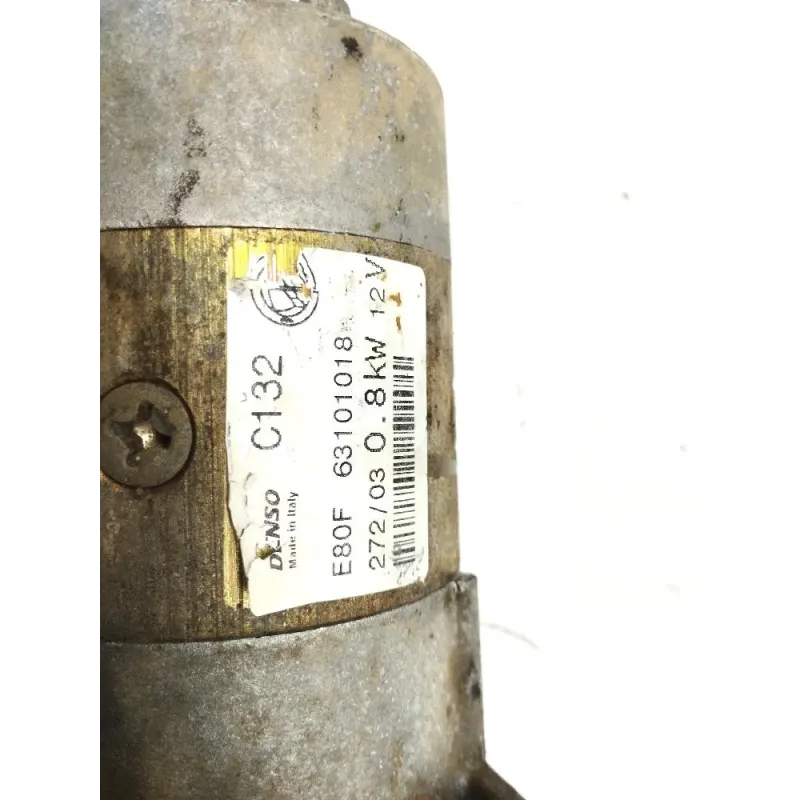 C132
DENSO
Made in Italy
E80F 63101018
272/03 0.8kW 12V